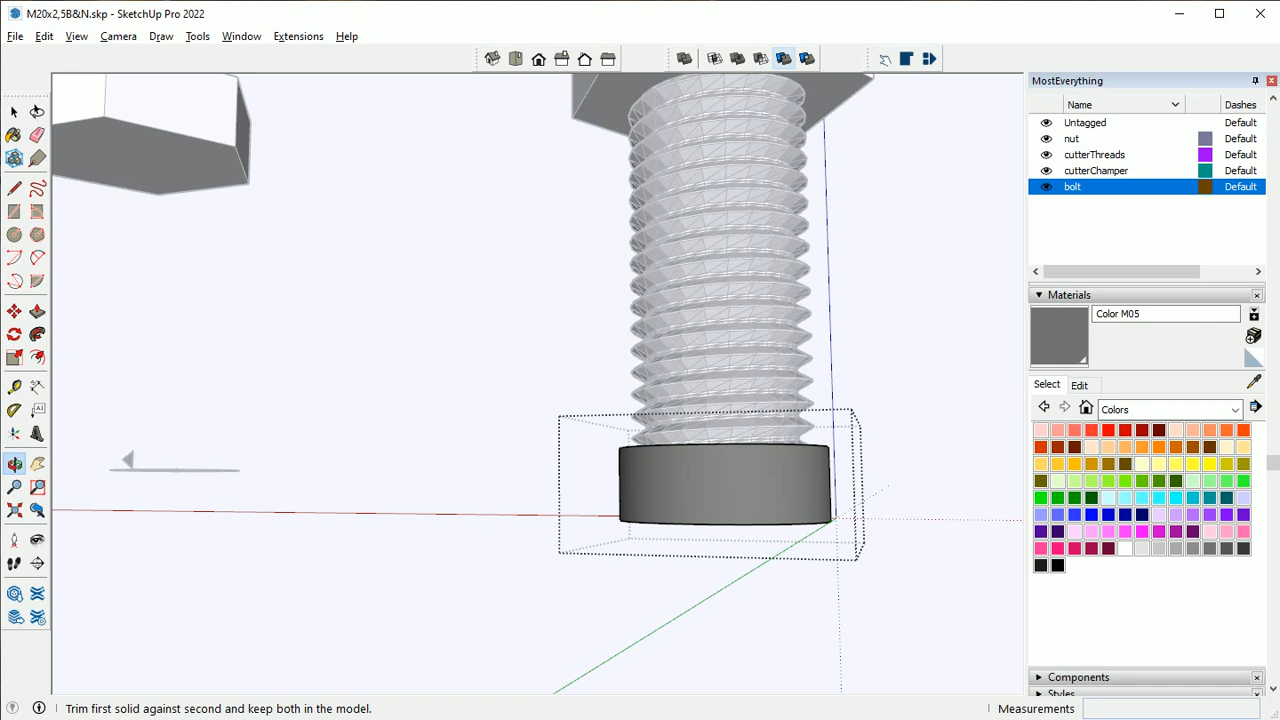 M20x2,5B&N.skp - SketchUp Pro 2022
File Edit View Camera Draw Tools Window Extensions Help
MostEverything
Name Dashes
Untagged Default
nut Default
cutterThreads Default
cutterChamper Default
bolt Default
Materials
Color M05
Select Edit
Colors
Components
Styles
Trim first solid against second and keep both in the model.
Measurements